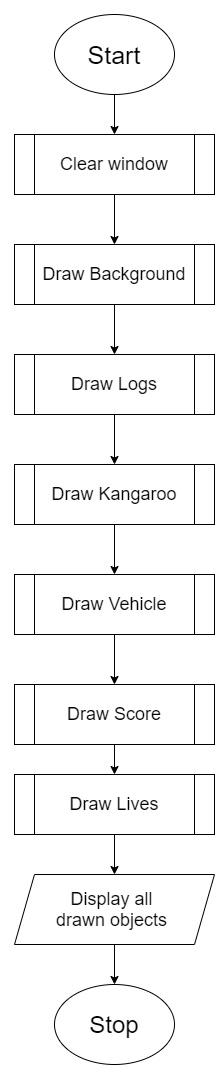 Start
Clear window
Draw Background
Draw Logs
Draw Kangaroo
Draw Vehicle
Draw Score
Draw Lives
Display all
drawn objects
Stop